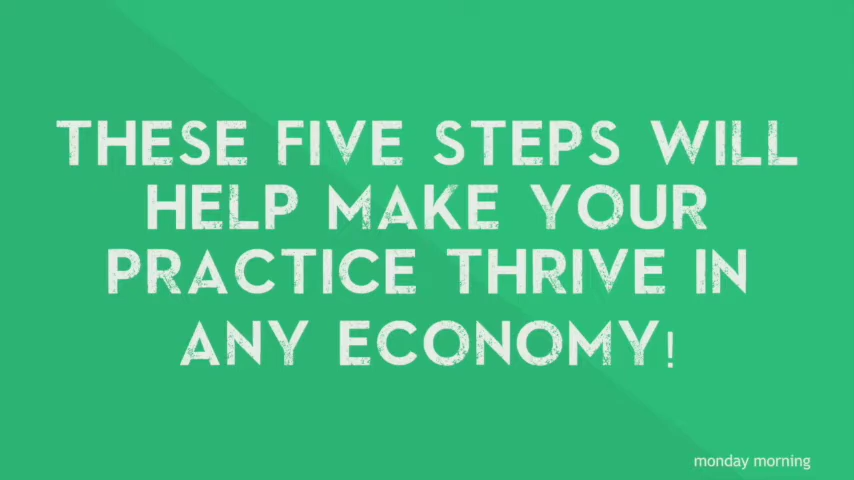 THESE FIVE STEPS WILL
HELP MAKE YOUR
PRACTICE THRIVE IN
ANY ECONOMY!
monday morning